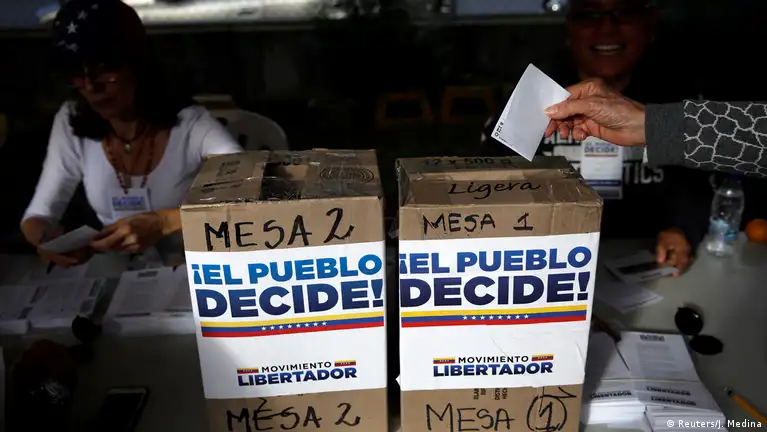 12 x 500 g
Ligera
MESA 2
MESA 1
¡EL PUEBLO
DECIDE!
MOVIMIENTO
LIBERTADOR
¡EL PUEBLO
DECIDE!
MOVIMIENTO
LIBERTADOR
MESA 2
MESA 1
© Reuters/J. Medina